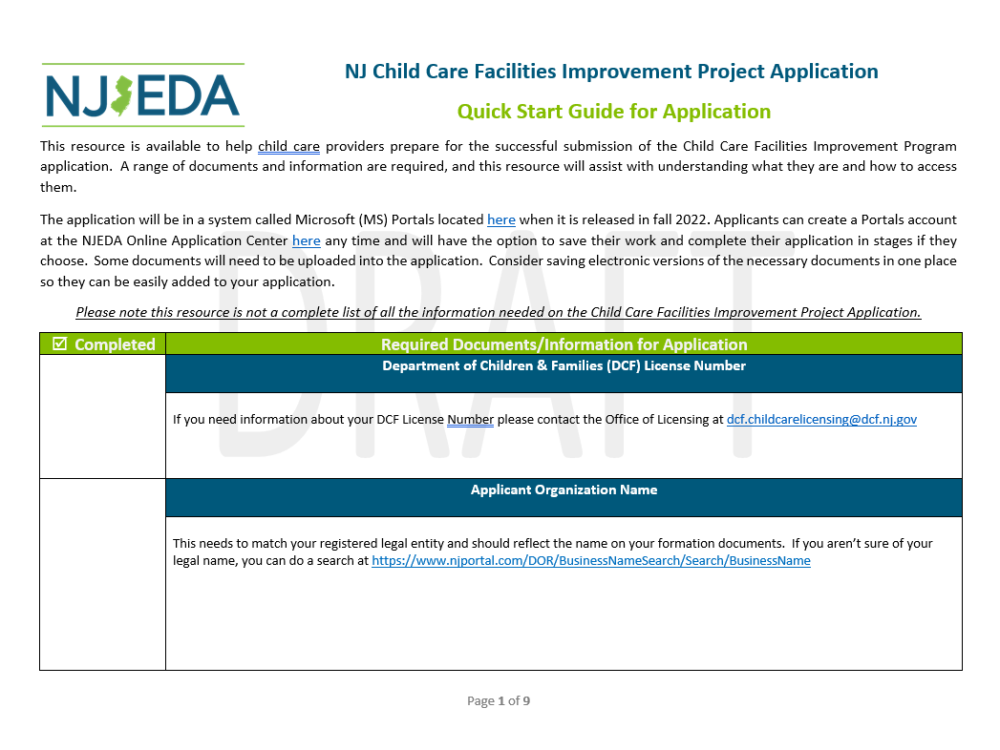 NJEDA
NJ Child Care Facilities Improvement Project Application
Quick Start Guide for Application
This resource is available to help child care providers prepare for the successful submission of the Child Care Facilities Improvement Program
application.  A range of documents and information are required, and this resource will assist with understanding what they are and how to access
them.
The application will be in a system called Microsoft (MS) Portals located here when it is released in fall 2022. Applicants can create a Portals account
at the NJEDA Online Application Center here any time and will have the option to save their work and complete their application in stages if they
choose.  Some documents will need to be uploaded into the application.  Consider saving electronic versions of the necessary documents in one place
so they can be easily added to your application.
Please note this resource is not a complete list of all the information needed on the Child Care Facilities Improvement Project Application.
DRAFT
☑ Completed
Required Documents/Information for Application
Department of Children & Families (DCF) License Number
If you need information about your DCF License Number please contact the Office of Licensing at dcf.childcarelicensing@dcf.nj.gov
Applicant Organization Name
This needs to match your registered legal entity and should reflect the name on your formation documents.  If you aren't sure of your
legal name, you can do a search at https://www.njportal.com/DOR/BusinessNameSearch/Search/BusinessName
Page 1 of 9